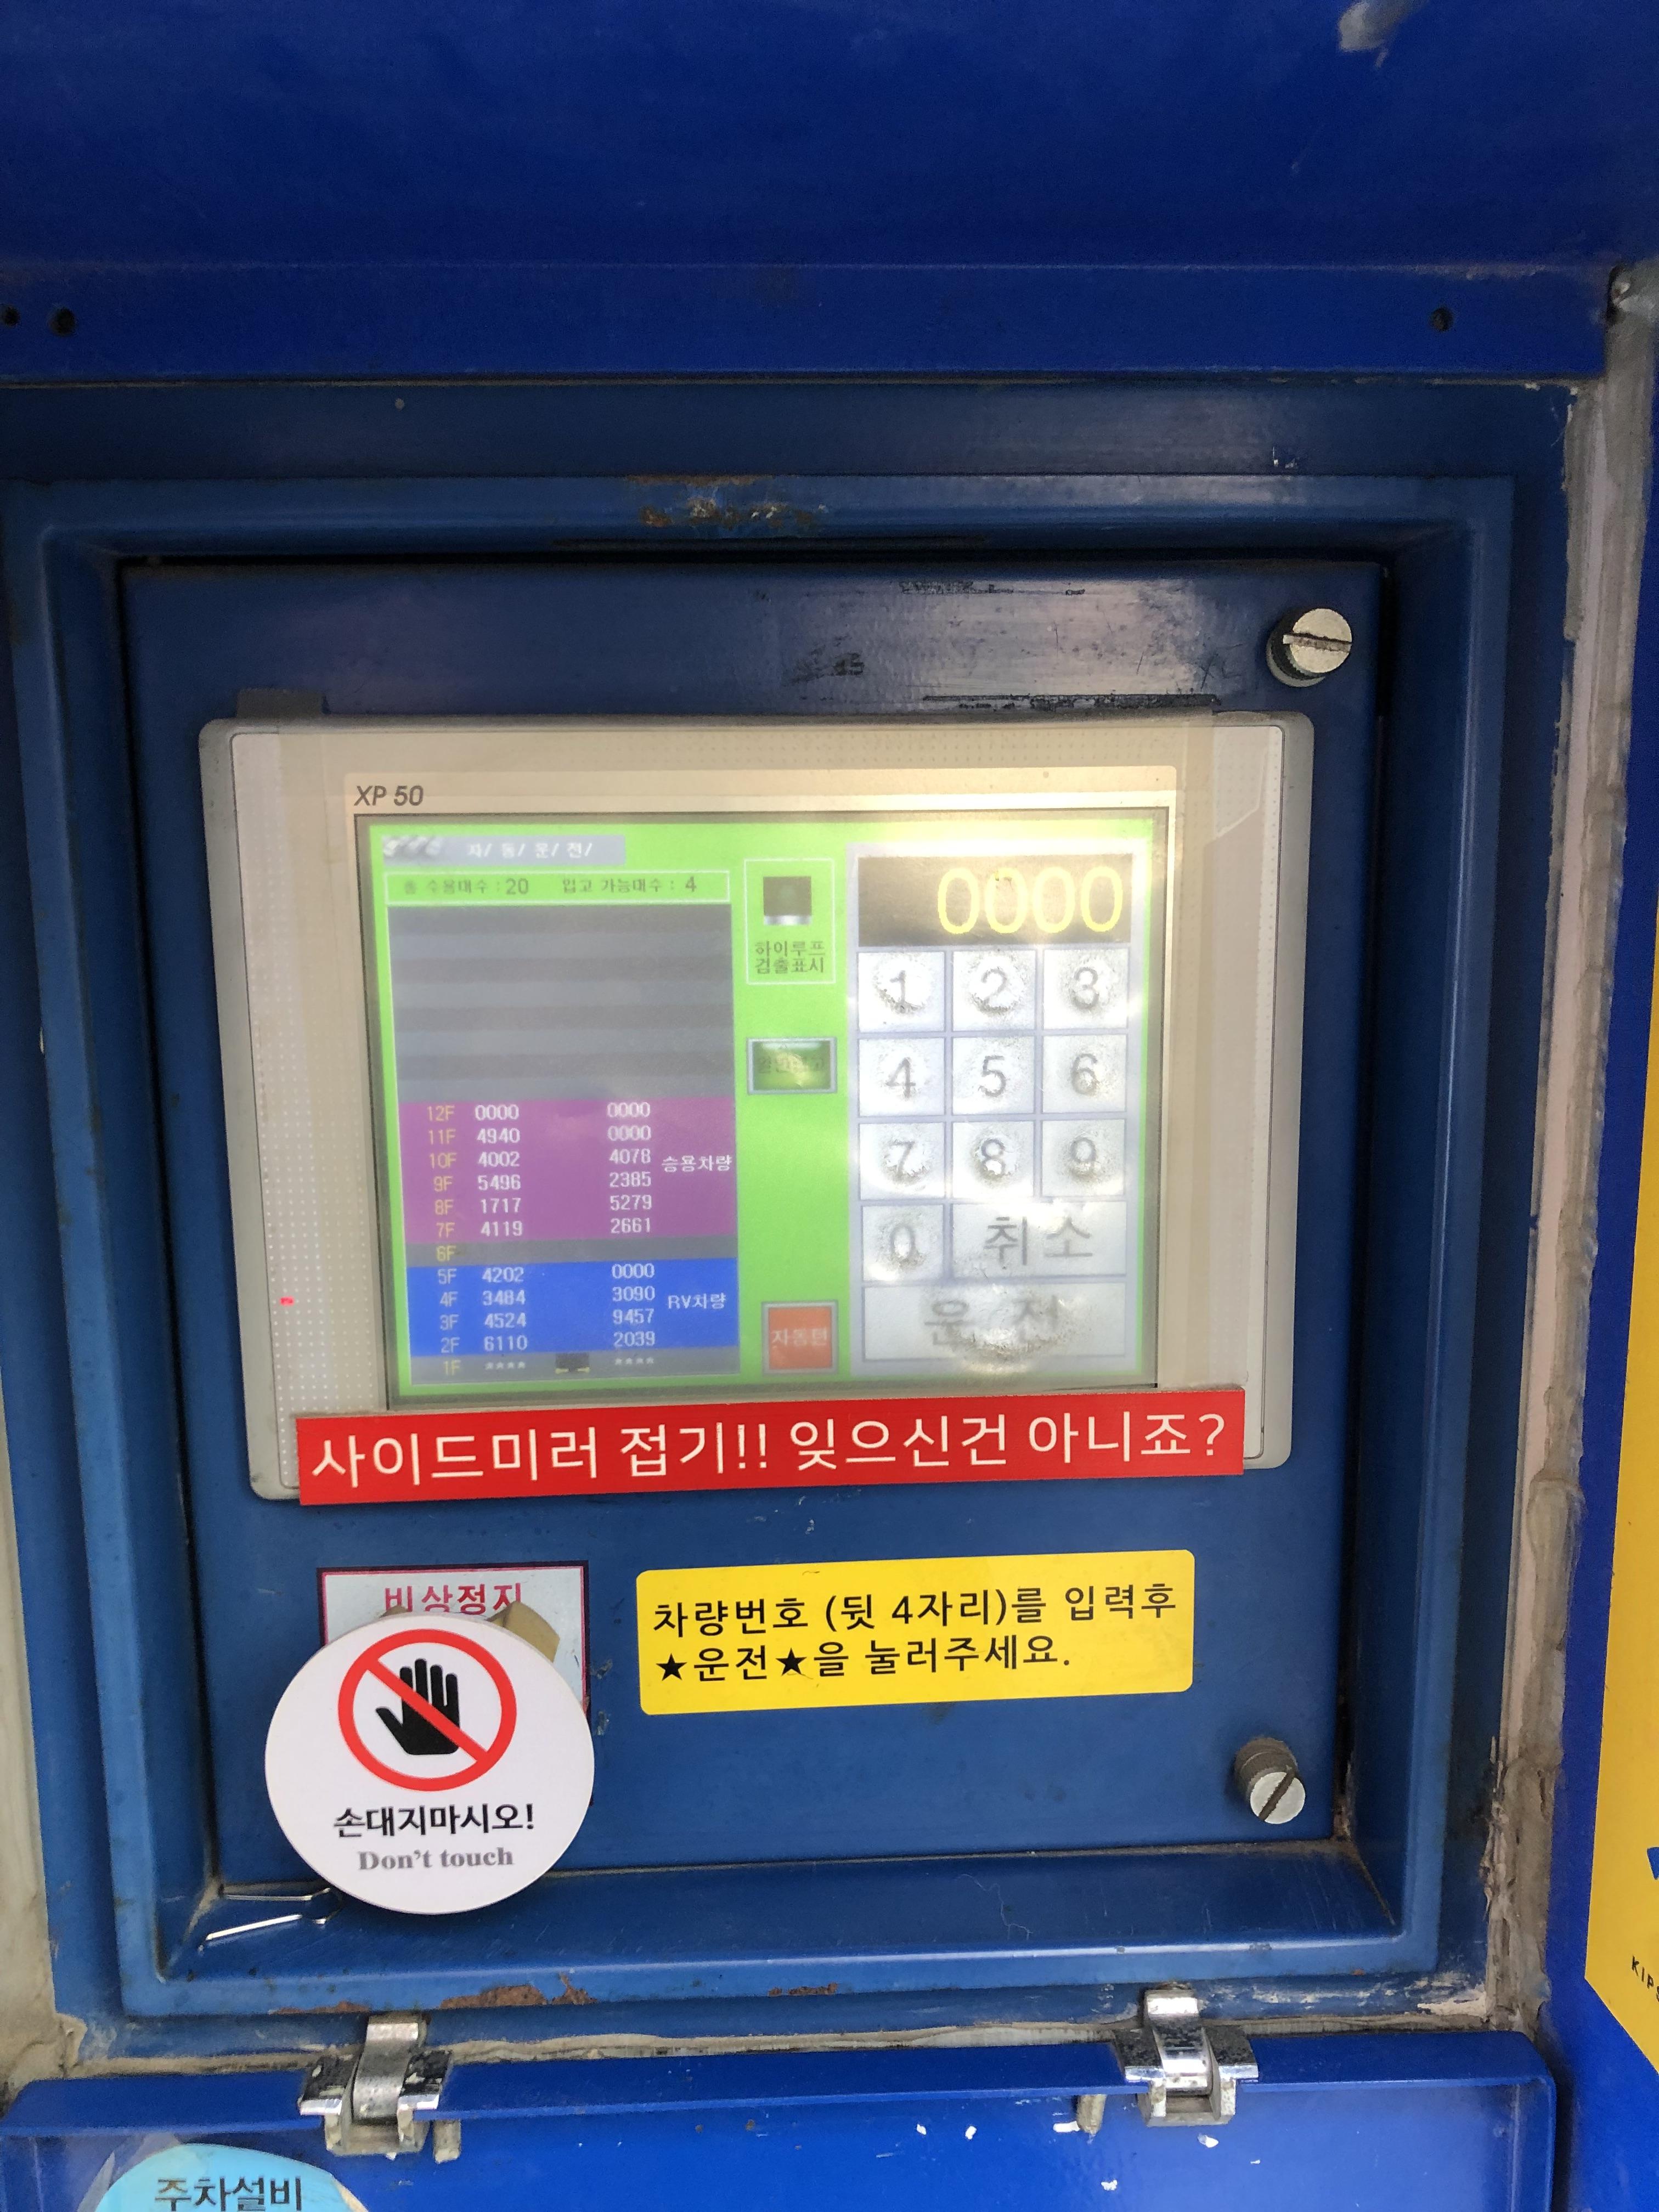 XP 50
자/ 동/ 운/ 전/
총 수용대수 : 20 입고 가능대수 : 4
하이루프
검출표시
0000
1 2 3
4 5 6
7 8 9
0 취소
운 전
12F 0000 0000
11F 4940 0000
10F 4002 4078
승용차량
9F 5496 2385
8F 1717 5279
7F 4119 2661
6F
5F 4202 0000
4F 3484 3090
RV차량
3F 4524 9457
2F 6110 2039
1F **** ****
자동면
사이드미러 접기!! 잊으신건 아니죠?
비상정지
차량번호 (뒷 4자리)를 입력후
★운전★을 눌러주세요.
손대지마시오!
Don't touch
주차설비